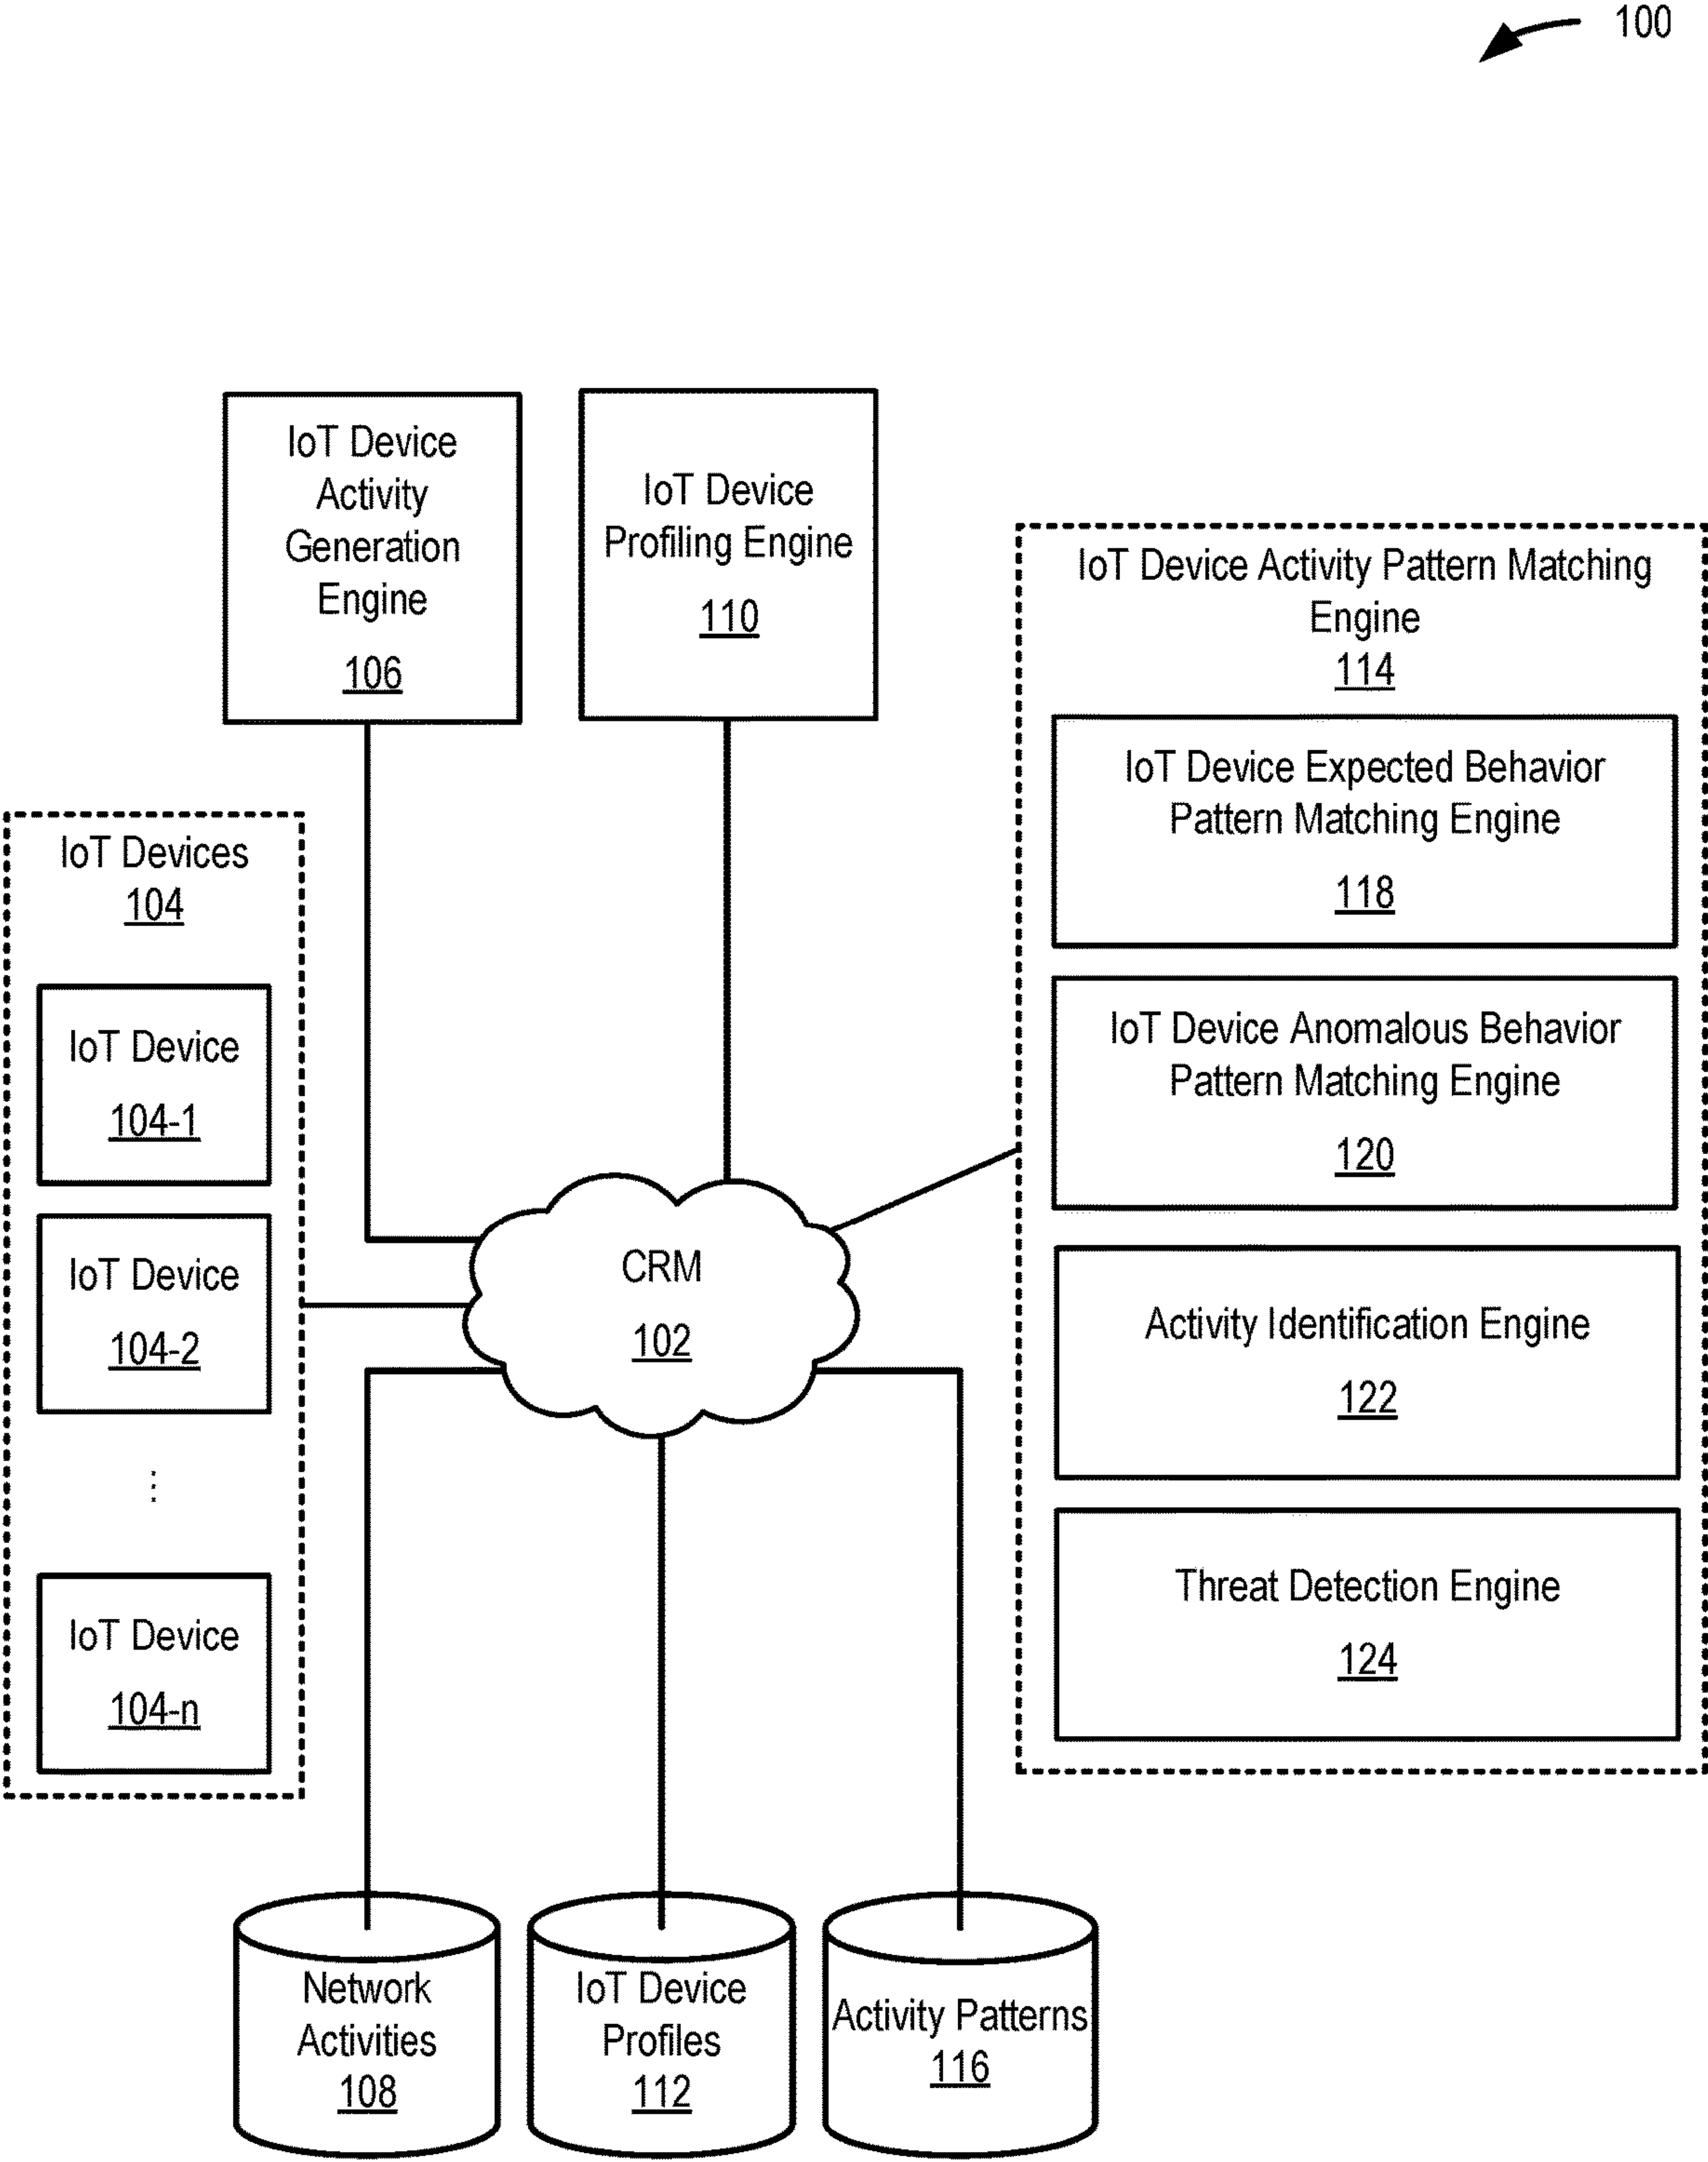 100
IoT Device
Activity
Generation
Engine
106
IoT Device
Profiling Engine
110
IoT Device Activity Pattern Matching
Engine
114
IoT Device Expected Behavior
Pattern Matching Engine
118
IoT Device Anomalous Behavior
Pattern Matching Engine
120
Activity Identification Engine
122
Threat Detection Engine
124
IoT Devices
104
IoT Device
104-1
IoT Device
104-2
⋮
IoT Device
104-n
CRM
102
Network
Activities
108
IoT Device
Profiles
112
Activity Patterns
116